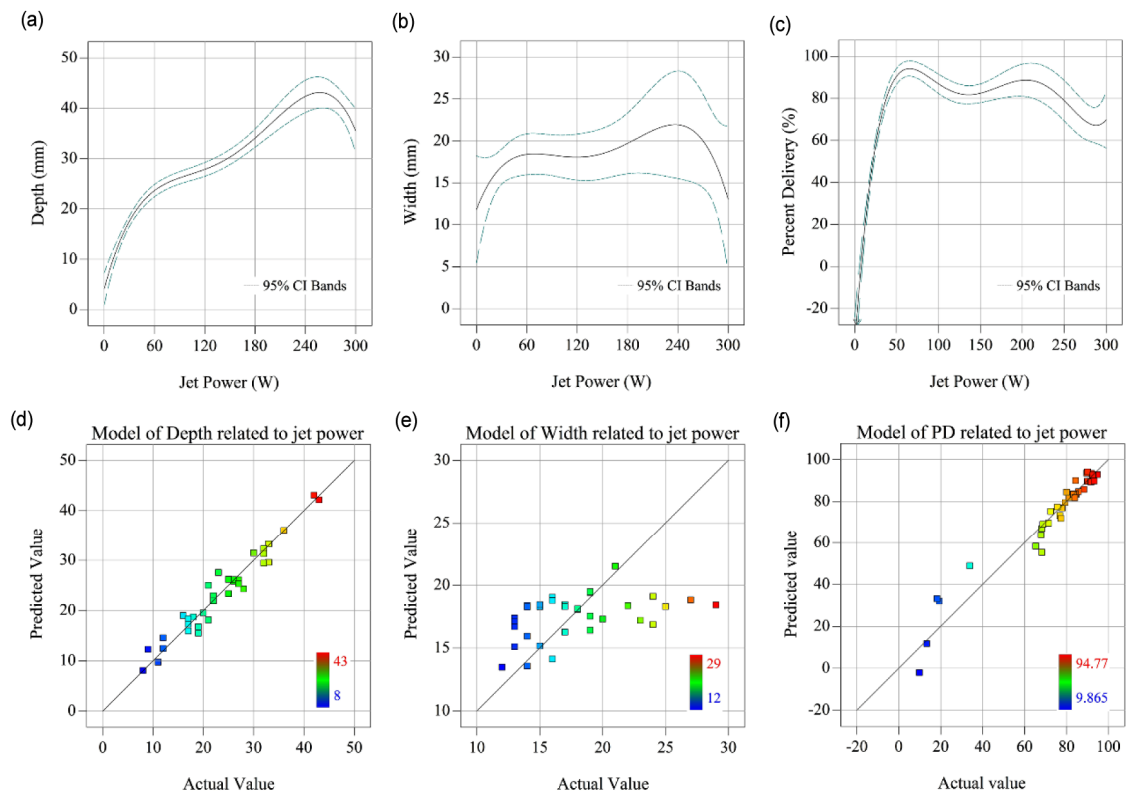 (a)
(b)
(c)
50
40
30
20
10
0
Depth (mm)
95% CI Bands
0 60 120 180 240 300
Jet Power (W)
30
25
20
15
10
5
0
Width (mm)
95% CI Bands
0 60 120 180 240 300
Jet Power (W)
100
80
60
40
20
0
-20
Percent Delivery (%)
95% CI Bands
0 50 100 150 200 250 300
Jet Power (W)
(d)
Model of Depth related to jet power
50
40
30
20
10
0
Predicted Value
43
8
0 10 20 30 40 50
Actual Value
(e)
Model of Width related to jet power
30
25
20
15
10
Predicted Value
29
12
10 15 20 25 30
Actual Value
(f)
Model of PD related to jet power
100
80
60
40
20
0
-20
Predicted value
94.77
9.865
-20 0 20 40 60 80 100
Actual value